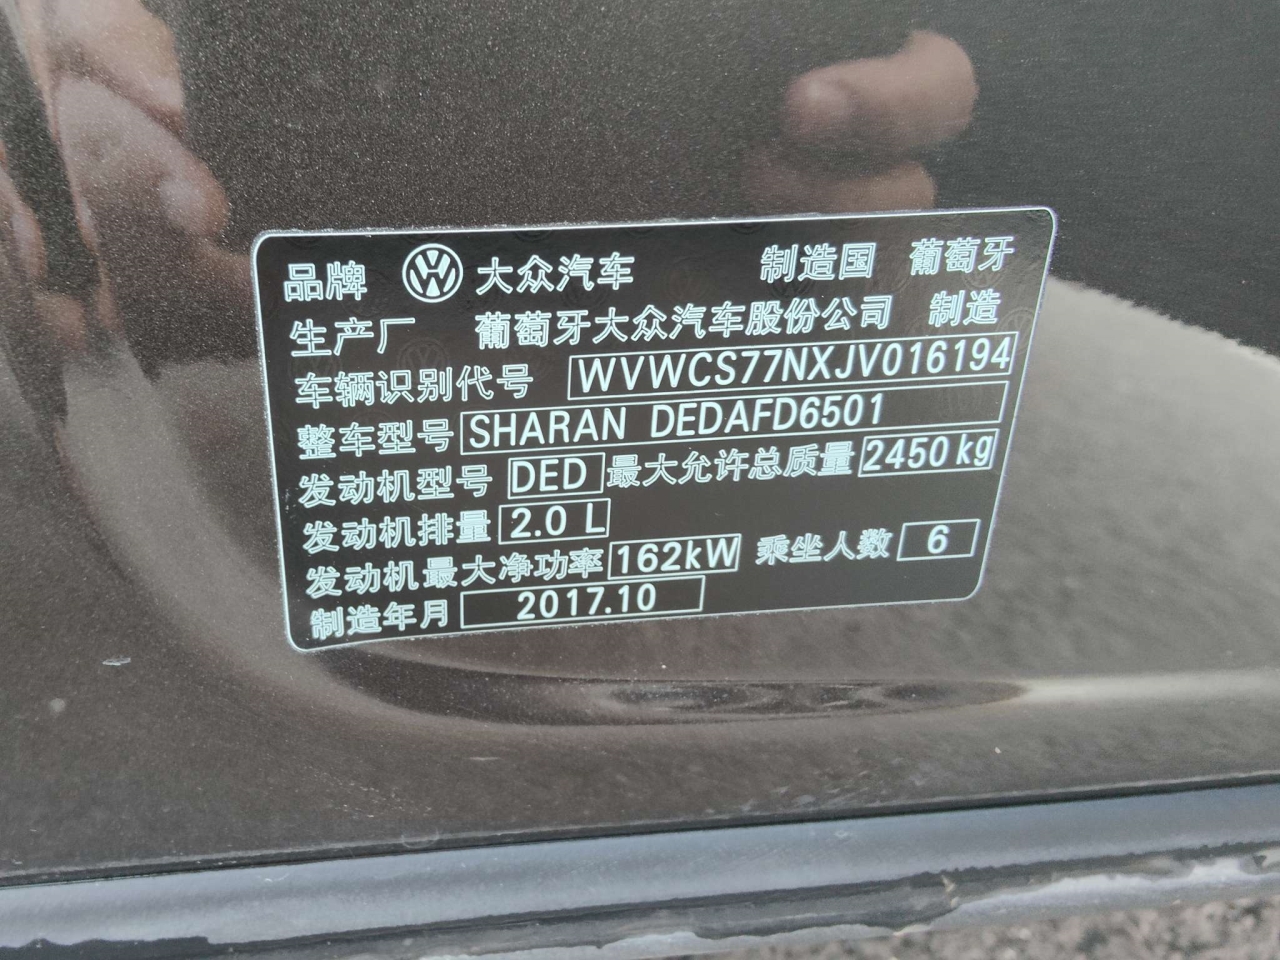 品牌 大众汽车 制造国 葡萄牙
生产厂 葡萄牙大众汽车股份公司 制造
车辆识别代号 WVWCS77NXJV016194
整车型号 SHARAN DEDAFD6501
发动机型号 DED 最大允许总质量 2450 kg
发动机排量 2.0 L
发动机最大净功率 162kW 乘坐人数 6
制造年月 2017.10